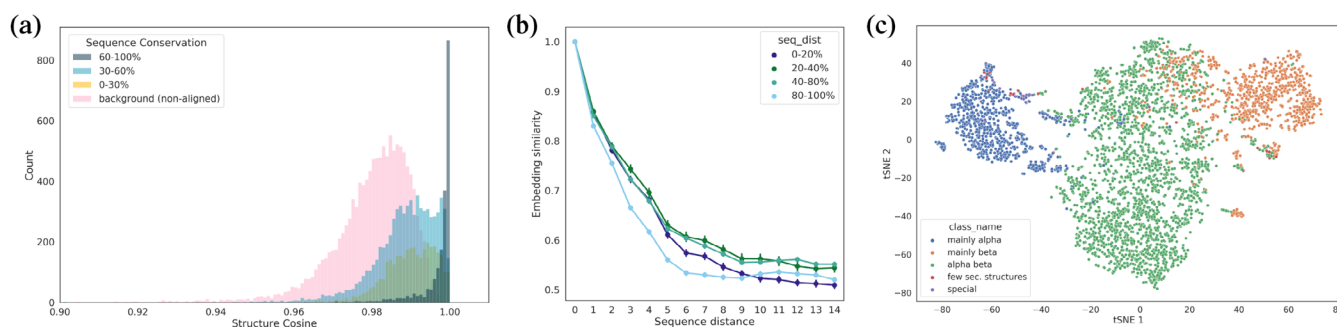 (a)
Sequence Conservation
60-100%
30-60%
0-30%
background (non-aligned)
Count
800
600
400
200
0
0.90
0.92
0.94
0.96
0.98
1.00
Structure Cosine
(b)
seq_dist
0-20%
20-40%
40-80%
80-100%
Embedding similarity
1.0
0.9
0.8
0.7
0.6
0.5
0 1 2 3 4 5 6 7 8 9 10 11 12 13 14
Sequence distance
(c)
tSNE 2
40
20
0
−20
−40
−60
−80
class_name
mainly alpha
mainly beta
alpha beta
few sec. structures
special
−80 −60 −40 −20 0 20 40 60
tSNE 1